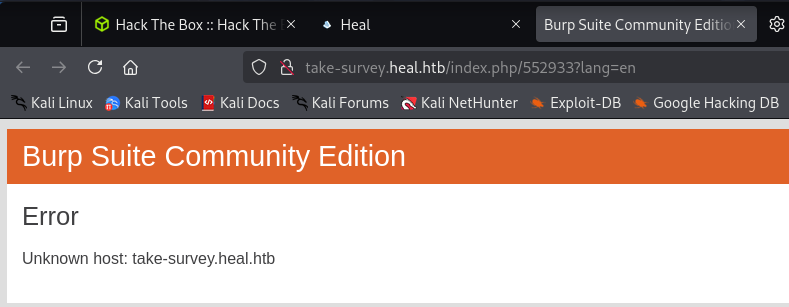 Hack The Box :: Hack The
Heal
Burp Suite Community Editio
take-survey.heal.htb/index.php/552933?lang=en
Kali Linux
Kali Tools
Kali Docs
Kali Forums
Kali NetHunter
Exploit-DB
Google Hacking DB
Burp Suite Community Edition
Error
Unknown host: take-survey.heal.htb